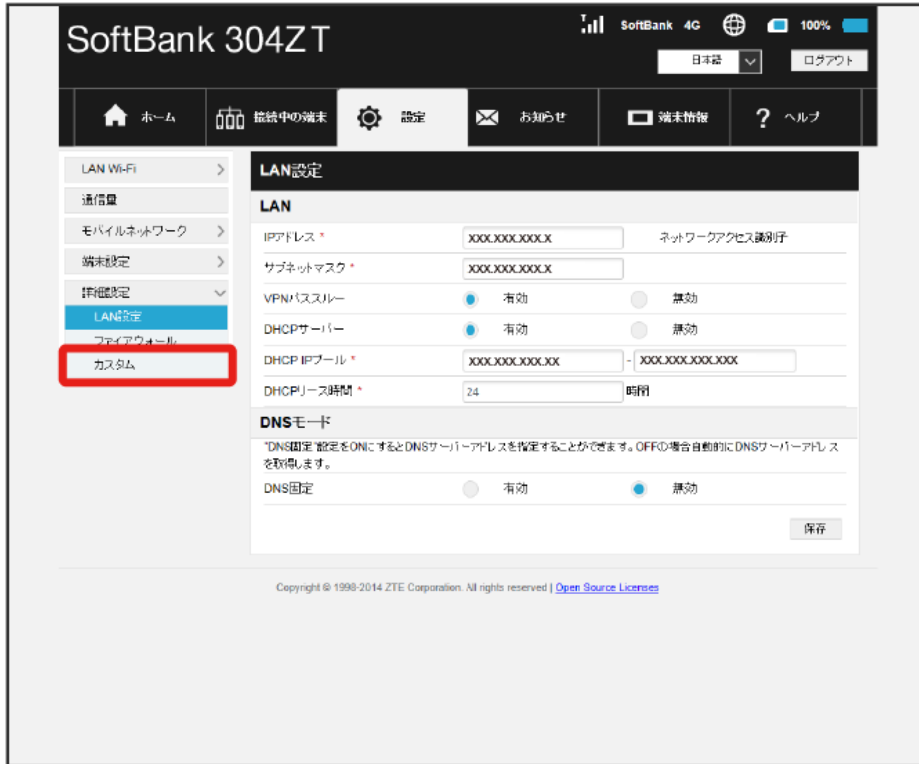 SoftBank 304ZT
SoftBank 4G 100%
日本語 ログアウト
ホーム 接続中の端末 設定 お知らせ 端末情報 ? ヘルプ
LAN Wi-Fi
通信量
モバイルネットワーク
端末設定
詳細設定
LAN設定
ファイアウォール
カスタム
LAN設定
LAN
IPアドレス * XXX.XXX.XXX.X ネットワークアクセス識別子
サブネットマスク * XXX.XXX.XXX.X
VPNパススルー 有効 無効
DHCPサーバー 有効 無効
DHCP IPプール * XXX.XXX.XXX.XX - XXX.XXX.XXX.XXX
DHCPリース時間 * 24 時間
DNSモード
"DNS固定"設定をONにするとDNSサーバーアドレスを指定することができます。OFFの場合自動的にDNSサーバーアドレス
を取得します。
DNS固定 有効 無効
保存
Copyright © 1998-2014 ZTE Corporation. All rights reserved | Open Source Licenses